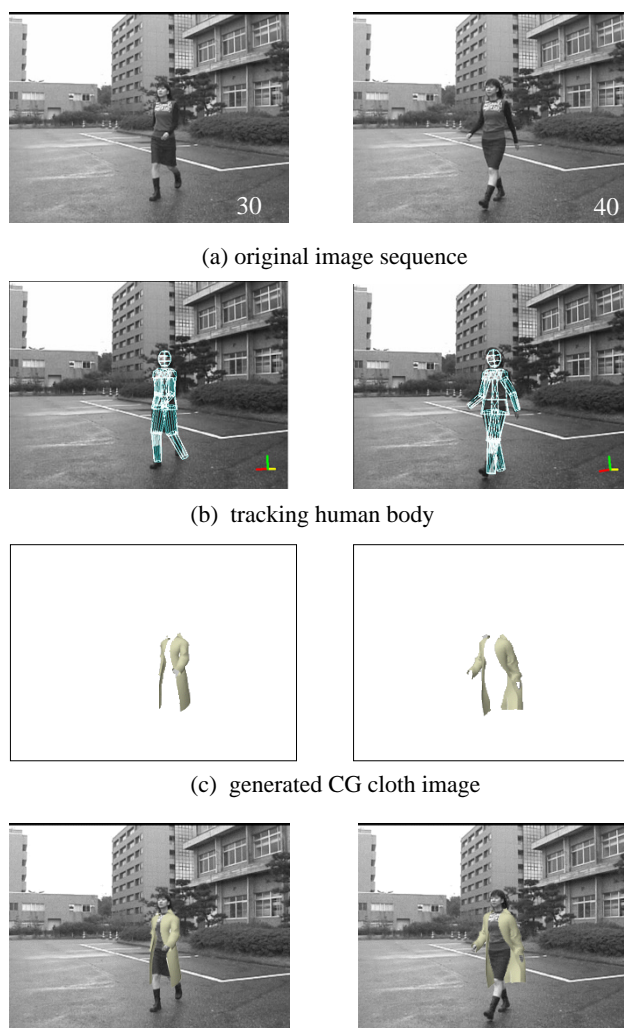 30
40
(a) original image sequence
(b) tracking human body
(c) generated CG cloth image